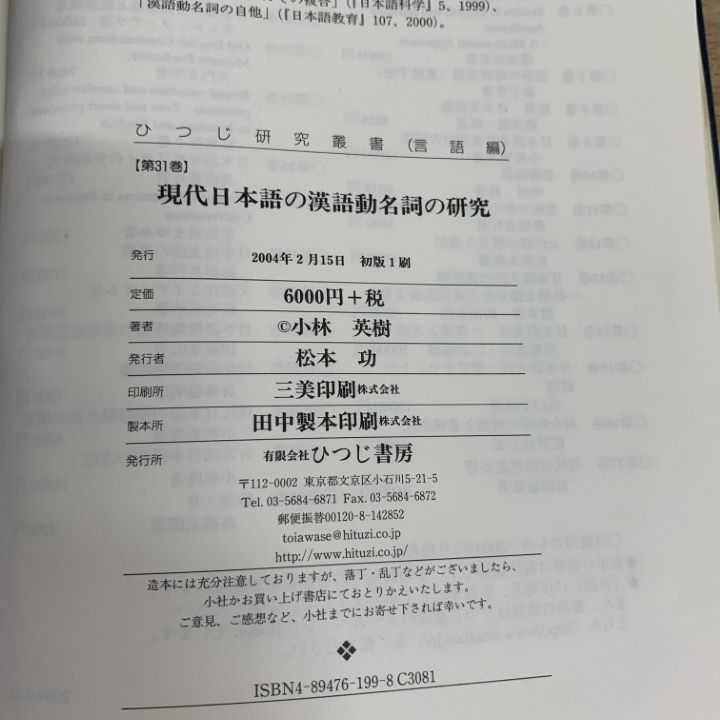 の複合」(『日本語科学』5, 1999)、
「漢語動名詞の自他」(『日本語教育』107, 2000)。
ひつじ研究叢書(言語編)
【第31巻】
現代日本語の漢語動名詞の研究
発行 2004年2月15日 初版1刷
定価 6000円+税
著者 ©小林 英樹
発行者 松本 功
印刷所 三美印刷株式会社
製本所 田中製本印刷株式会社
発行所 有限会社ひつじ書房
〒112-0002 東京都文京区小石川5-21-5
Tel. 03-5684-6871 Fax. 03-5684-6872
郵便振替00120-8-142852
toiawase@hituzi.co.jp
http://www.hituzi.co.jp/
造本には充分注意しておりますが、落丁・乱丁などがございましたら、
小社かお買い上げ書店にておとりかえいたします。
ご意見、ご感想など、小社までにお寄せ下されば幸いです。
ISBN4-89476-199-8 C3081